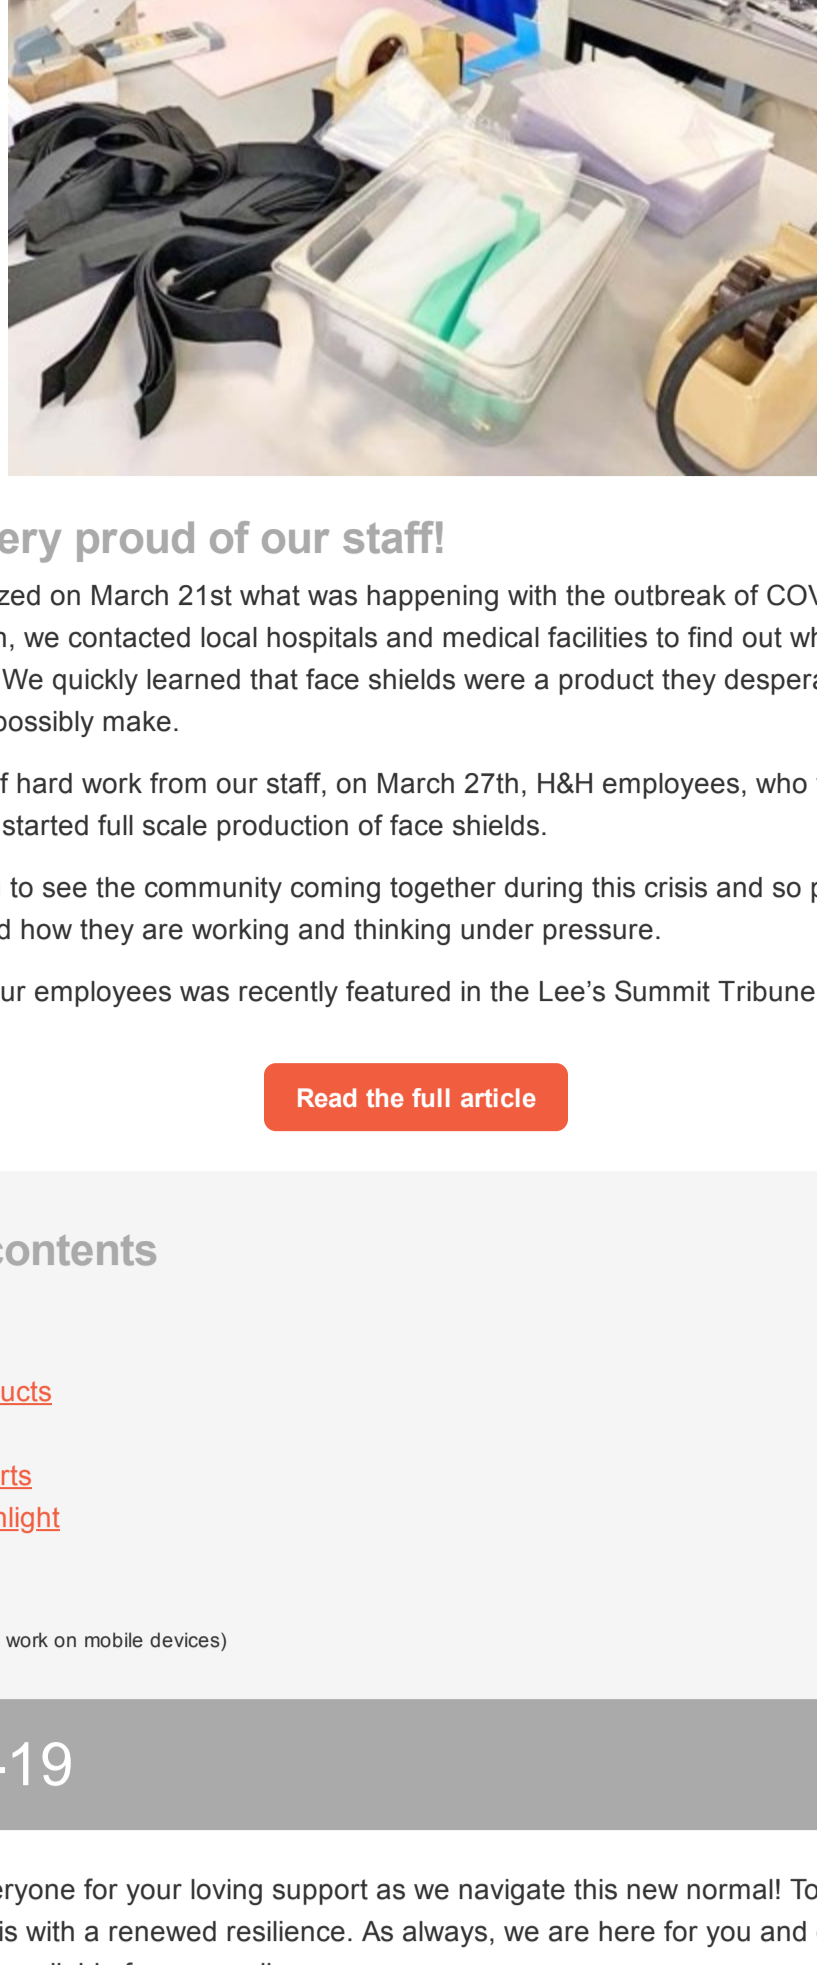 ery proud of our staff!
zed on March 21st what was happening with the outbreak of COV
n, we contacted local hospitals and medical facilities to find out wh
We quickly learned that face shields were a product they despera
possibly make.
f hard work from our staff, on March 27th, H&H employees, who
started full scale production of face shields.
to see the community coming together during this crisis and so p
d how they are working and thinking under pressure.
ur employees was recently featured in the Lee’s Summit Tribune
Read the full article
contents
ucts
rts
hlight
work on mobile devices)
-19
eryone for your loving support as we navigate this new normal! To
is with a renewed resilience. As always, we are here for you and